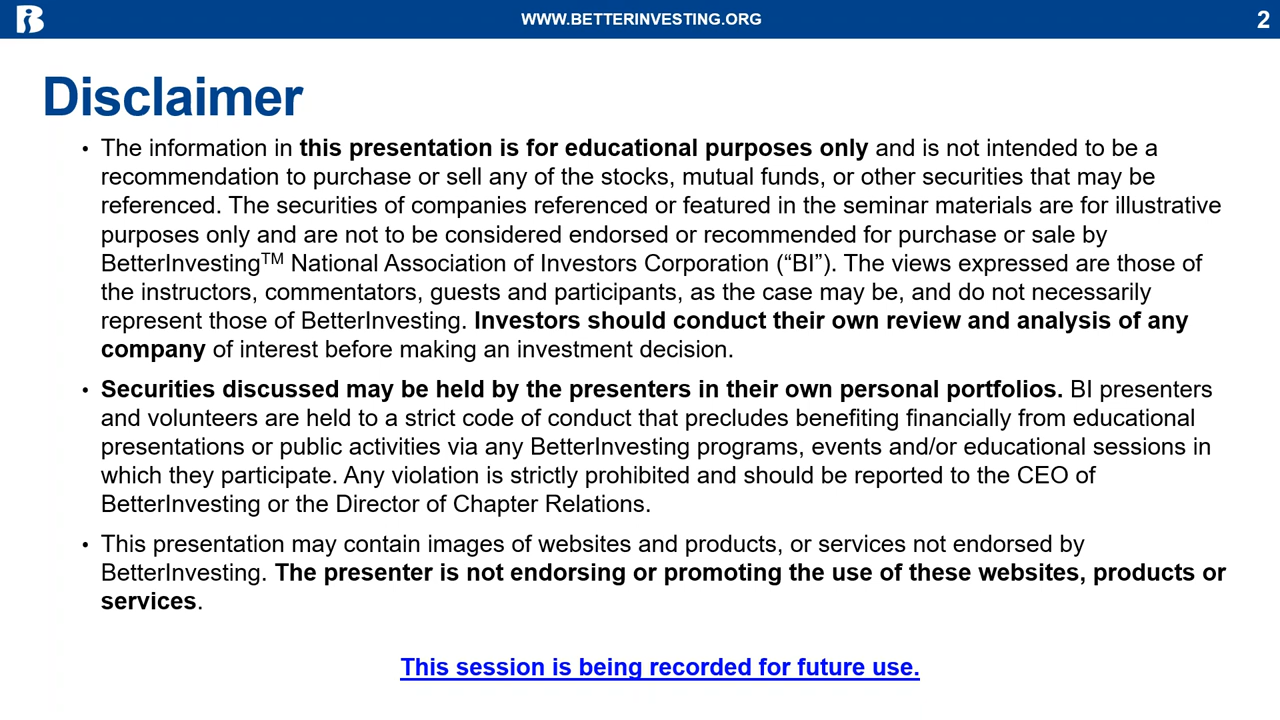 WWW.BETTERINVESTING.ORG
2
Disclaimer
• The information in this presentation is for educational purposes only and is not intended to be a
recommendation to purchase or sell any of the stocks, mutual funds, or other securities that may be
referenced. The securities of companies referenced or featured in the seminar materials are for illustrative
purposes only and are not to be considered endorsed or recommended for purchase or sale by
BetterInvesting™ National Association of Investors Corporation (“BI”). The views expressed are those of
the instructors, commentators, guests and participants, as the case may be, and do not necessarily
represent those of BetterInvesting. Investors should conduct their own review and analysis of any
company of interest before making an investment decision.
• Securities discussed may be held by the presenters in their own personal portfolios. BI presenters
and volunteers are held to a strict code of conduct that precludes benefiting financially from educational
presentations or public activities via any BetterInvesting programs, events and/or educational sessions in
which they participate. Any violation is strictly prohibited and should be reported to the CEO of
BetterInvesting or the Director of Chapter Relations.
• This presentation may contain images of websites and products, or services not endorsed by
BetterInvesting. The presenter is not endorsing or promoting the use of these websites, products or
services.
This session is being recorded for future use.